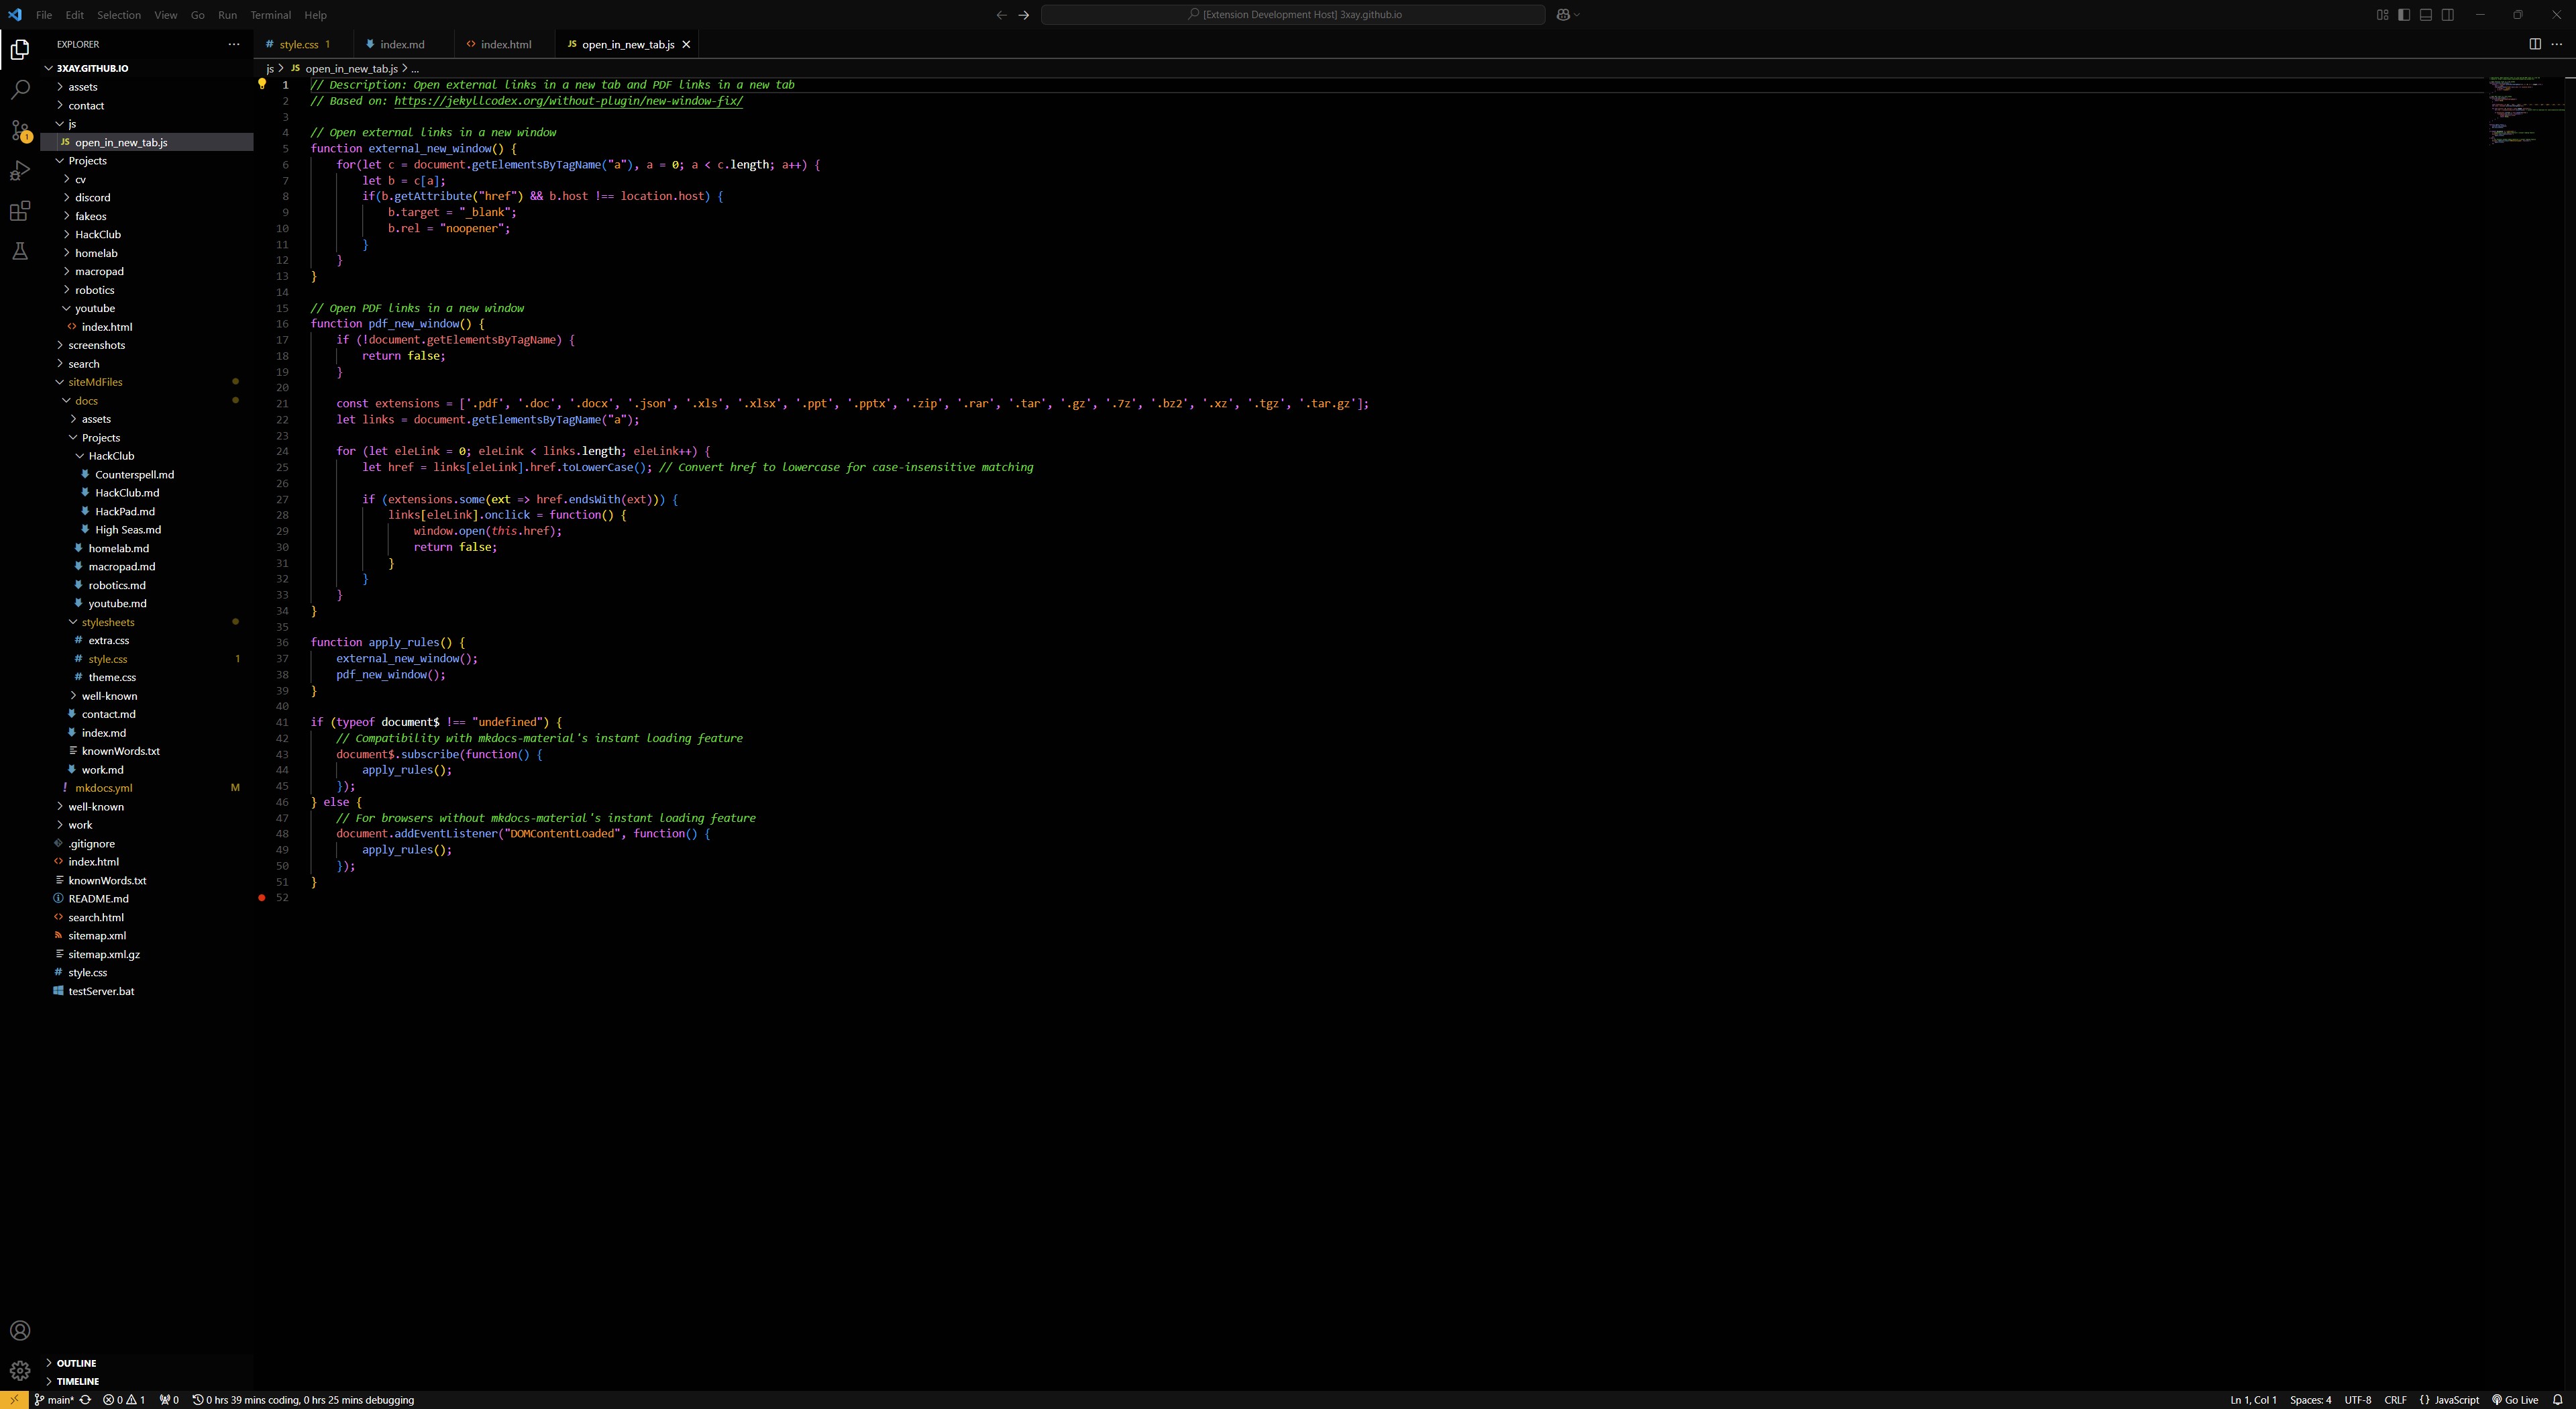 File Edit Selection View Go Run Terminal Help
[Extension Development Host] 3xay.github.io
EXPLORER
3XAY.GITHUB.IO
assets
contact
js
JS open_in_new_tab.js
Projects
cv
discord
fakeos
HackClub
homelab
macropad
robotics
youtube
index.html
screenshots
search
siteMdFiles
docs
assets
Projects
HackClub
Counterspell.md
HackClub.md
HackPad.md
High Seas.md
homelab.md
macropad.md
robotics.md
youtube.md
stylesheets
# extra.css
# style.css 1
# theme.css
well-known
contact.md
index.md
knownWords.txt
work.md
! mkdocs.yml M
well-known
work
.gitignore
index.html
knownWords.txt
README.md
search.html
sitemap.xml
sitemap.xml.gz
# style.css
testServer.bat
OUTLINE
TIMELINE
# style.css 1 index.md index.html JS open_in_new_tab.js
js > JS open_in_new_tab.js > ...
1 // Description: Open external links in a new tab and PDF links in a new tab
2 // Based on: https://jekyllcodex.org/without-plugin/new-window-fix/
3
4 // Open external links in a new window
5 function external_new_window() {
6 for(let c = document.getElementsByTagName("a"), a = 0; a < c.length; a++) {
7 let b = c[a];
8 if(b.getAttribute("href") && b.host !== location.host) {
9 b.target = "_blank";
10 b.rel = "noopener";
11 }
12 }
13 }
14
15 // Open PDF links in a new window
16 function pdf_new_window() {
17 if (!document.getElementsByTagName) {
18 return false;
19 }
20
21 const extensions = ['.pdf', '.doc', '.docx', '.json', '.xls', '.xlsx', '.ppt', '.pptx', '.zip', '.rar', '.tar', '.gz', '.7z', '.bz2', '.xz', '.tgz', '.tar.gz'];
22 let links = document.getElementsByTagName("a");
23
24 for (let eleLink = 0; eleLink < links.length; eleLink++) {
25 let href = links[eleLink].href.toLowerCase(); // Convert href to lowercase for case-insensitive matching
26
27 if (extensions.some(ext => href.endsWith(ext))) {
28 links[eleLink].onclick = function() {
29 window.open(this.href);
30 return false;
31 }
32 }
33 }
34 }
35
36 function apply_rules() {
37 external_new_window();
38 pdf_new_window();
39 }
40
41 if (typeof document$ !== "undefined") {
42 // Compatibility with mkdocs-material's instant loading feature
43 document$.subscribe(function() {
44 apply_rules();
45 });
46 } else {
47 // For browsers without mkdocs-material's instant loading feature
48 document.addEventListener("DOMContentLoaded", function() {
49 apply_rules();
50 });
51 }
52
main* 0 1 0 0 hrs 39 mins coding, 0 hrs 25 mins debugging
Ln 1, Col 1 Spaces: 4 UTF-8 CRLF {} JavaScript Go Live